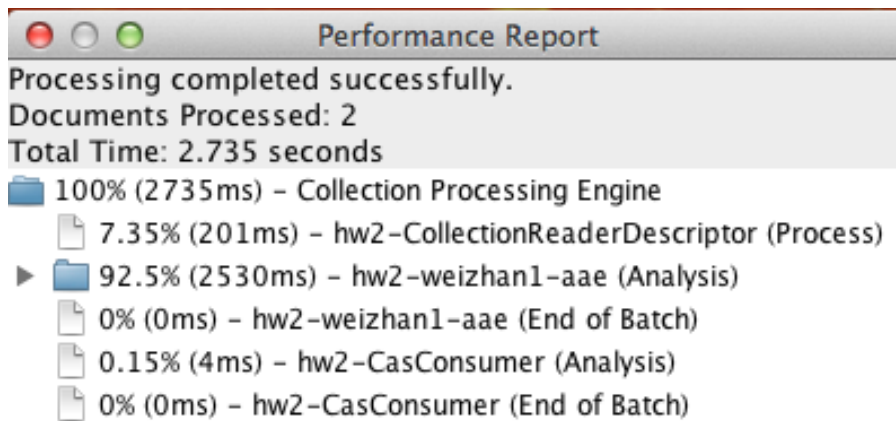 Performance Report
Processing completed successfully.
Documents Processed: 2
Total Time: 2.735 seconds
100% (2735ms) – Collection Processing Engine
7.35% (201ms) – hw2–CollectionReaderDescriptor (Process)
92.5% (2530ms) – hw2–weizhan1–aae (Analysis)
0% (0ms) – hw2–weizhan1–aae (End of Batch)
0.15% (4ms) – hw2–CasConsumer (Analysis)
0% (0ms) – hw2–CasConsumer (End of Batch)